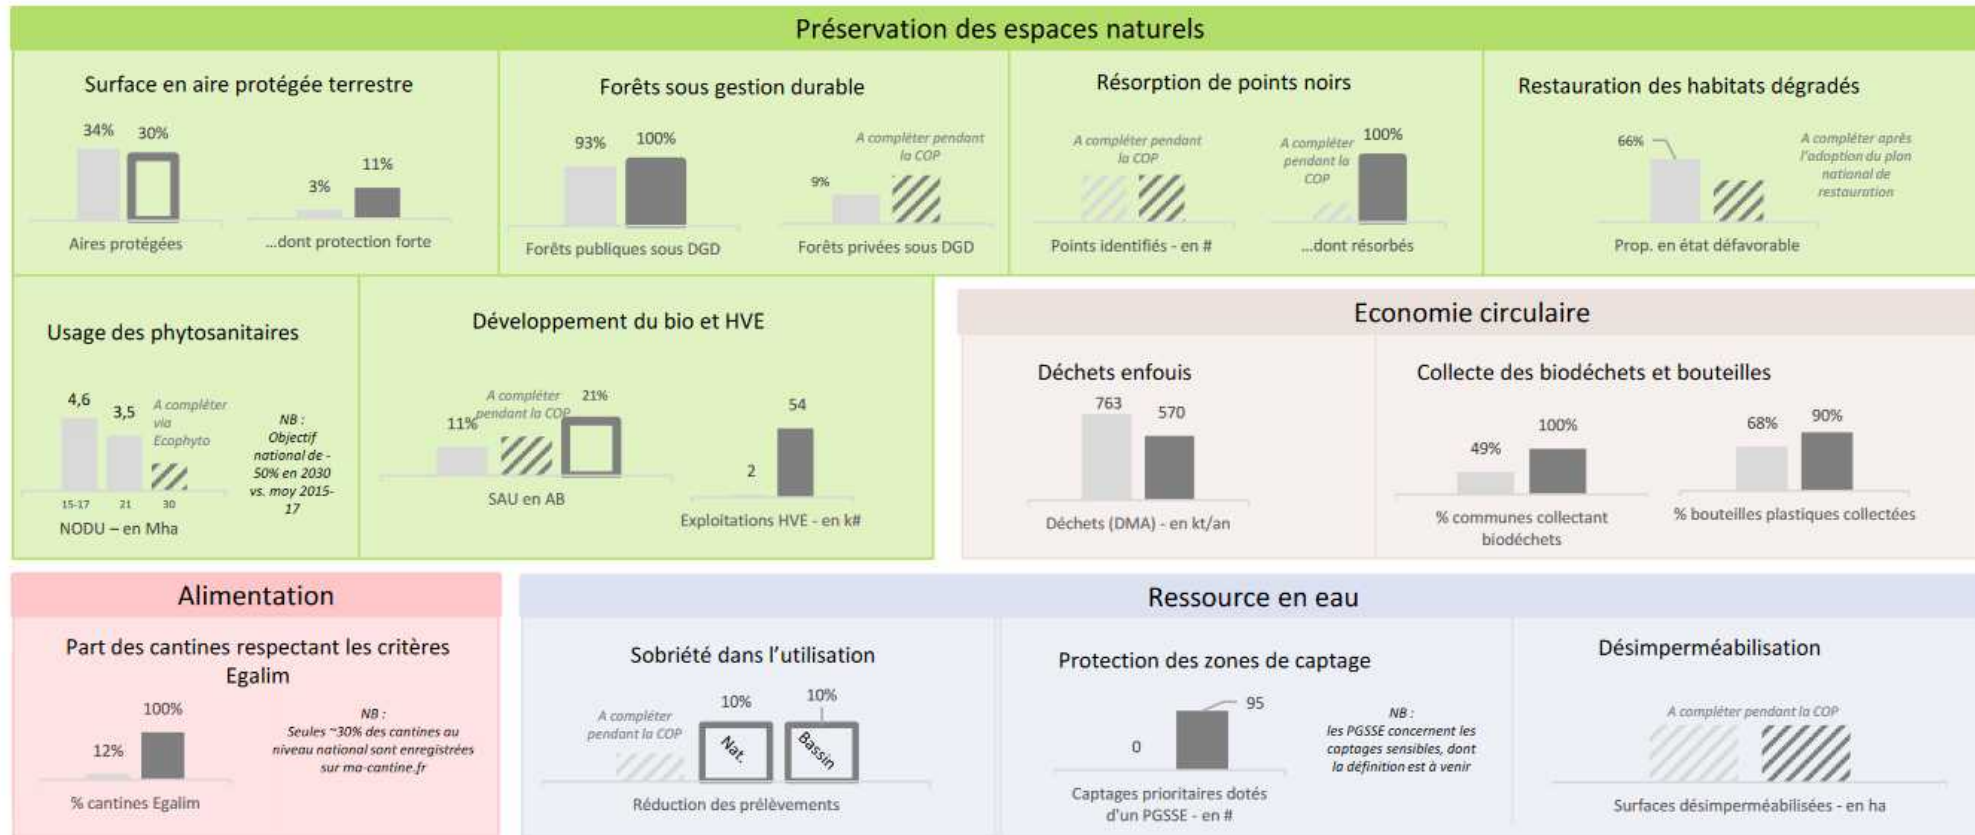 Préservation des espaces naturels
Surface en aire protégée terrestre
34%
30%
Aires protégées
3%
11%
...dont protection forte
Forêts sous gestion durable
93%
100%
Forêts publiques sous DGD
9%
A compléter pendant
la COP
Forêts privées sous DGD
Résorption de points noirs
A compléter pendant
la COP
Points identifiés - en #
A compléter
pendant la
COP
100%
...dont résorbés
Restauration des habitats dégradés
66%
A compléter après
l'adoption du plan
national de
restauration
Prop. en état défavorable
Usage des phytosanitaires
4,6
3,5
A compléter
via
Ecophyto
15-17
21
30
NODU – en Mha
NB :
Objectif
national de -
50% en 2030
vs. moy 2015-
17
Développement du bio et HVE
11%
A compléter
pendant la COP
21%
SAU en AB
2
54
Exploitations HVE - en k#
Economie circulaire
Déchets enfouis
763
570
Déchets (DMA) - en kt/an
Collecte des biodéchets et bouteilles
49%
100%
% communes collectant
biodéchets
68%
90%
% bouteilles plastiques collectées
Alimentation
Part des cantines respectant les critères
Egalim
12%
100%
% cantines Egalim
NB :
Seules ~30% des cantines au
niveau national sont enregistrées
sur ma-cantine.fr
Ressource en eau
Sobriété dans l'utilisation
A compléter
pendant la COP
10%
Nat.
10%
Bassin
Réduction des prélèvements
Protection des zones de captage
0
95
Captages prioritaires dotés
d'un PGSSE - en #
NB :
les PGSSE concernent les
captages sensibles, dont
la définition est à venir
Désimperméabilisation
A compléter pendant la COP
Surfaces désimperméabilisées - en ha